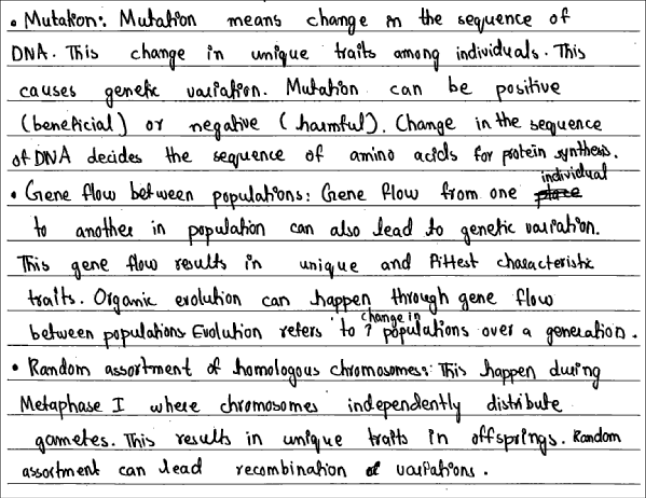 • Mutation: Mutation means change in the sequence of
DNA. This change in unique traits among individuals. This
causes genetic variation. Mutation can be positive
(beneficial) or negative (harmful). Change in the sequence
of DNA decides the sequence of amino acids for protein synthesis.
• Gene flow between populations: Gene flow from one individual
to another in population can also lead to genetic variation.
This gene flow results in unique and fittest characteristic
traits. Organic evolution can happen through gene flow
between populations Evolution refers to change in populations over a generation.
• Random assortment of homologous chromosomes: This happen during
Metaphase I where chromosomes independently distribute
gametes. This results in unique traits in offsprings. Random
assortment can lead recombination of variations.